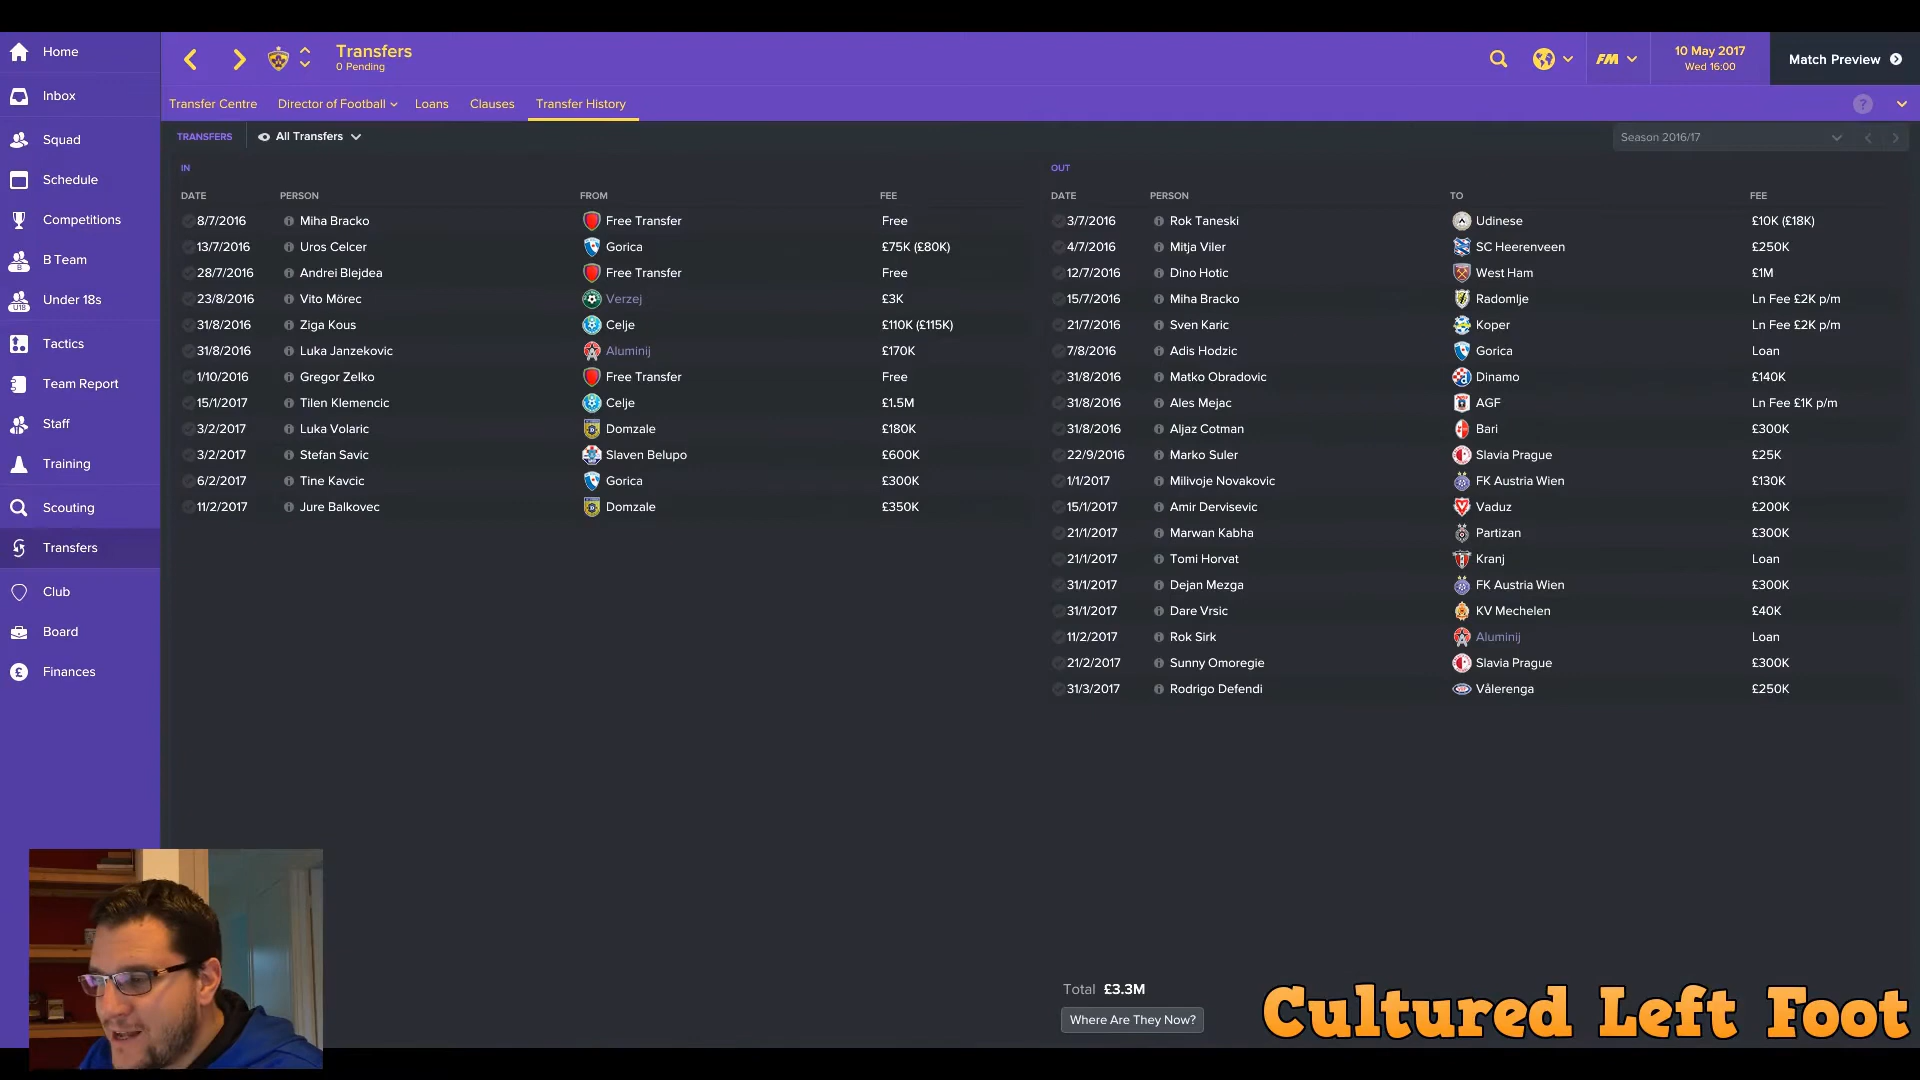 Home
Inbox
Squad
Schedule
Competitions
B Team
Under 18s
Tactics
Team Report
Staff
Training
Scouting
Transfers
Club
Board
Finances
Transfers
0 Pending
FM
10 May 2017
Wed 16:00
Match Preview
Transfer Centre Director of Football Loans Clauses Transfer History
?
TRANSFERS All Transfers
Season 2016/17
IN
DATE PERSON FROM FEE
8/7/2016 Miha Bracko Free Transfer Free
13/7/2016 Uros Celcer Gorica £75K (£80K)
28/7/2016 Andrei Blejdea Free Transfer Free
23/8/2016 Vito Mörec Verzej £3K
31/8/2016 Ziga Kous Celje £110K (£115K)
31/8/2016 Luka Janzekovic Aluminij £170K
1/10/2016 Gregor Zelko Free Transfer Free
15/1/2017 Tilen Klemencic Celje £1.5M
3/2/2017 Luka Volaric Domzale £180K
3/2/2017 Stefan Savic Slaven Belupo £600K
6/2/2017 Tine Kavcic Gorica £300K
11/2/2017 Jure Balkovec Domzale £350K
OUT
DATE PERSON TO FEE
3/7/2016 Rok Taneski Udinese £10K (£18K)
4/7/2016 Mitja Viler SC Heerenveen £250K
12/7/2016 Dino Hotic West Ham £1M
15/7/2016 Miha Bracko Radomlje Ln Fee £2K p/m
21/7/2016 Sven Karic Koper Ln Fee £2K p/m
7/8/2016 Adis Hodzic Gorica Loan
31/8/2016 Matko Obradovic Dinamo £140K
31/8/2016 Ales Mejac AGF Ln Fee £1K p/m
31/8/2016 Aljaz Cotman Bari £300K
22/9/2016 Marko Suler Slavia Prague £25K
1/1/2017 Milivoje Novakovic FK Austria Wien £130K
15/1/2017 Amir Dervisevic Vaduz £200K
21/1/2017 Marwan Kabha Partizan £300K
21/1/2017 Tomi Horvat Kranj Loan
31/1/2017 Dejan Mezga FK Austria Wien £300K
31/1/2017 Dare Vrsic KV Mechelen £40K
11/2/2017 Rok Sirk Aluminij Loan
21/2/2017 Sunny Omoregie Slavia Prague £300K
31/3/2017 Rodrigo Defendi Vålerenga £250K
Total £3.3M
Where Are They Now?
Cultured Left Foot